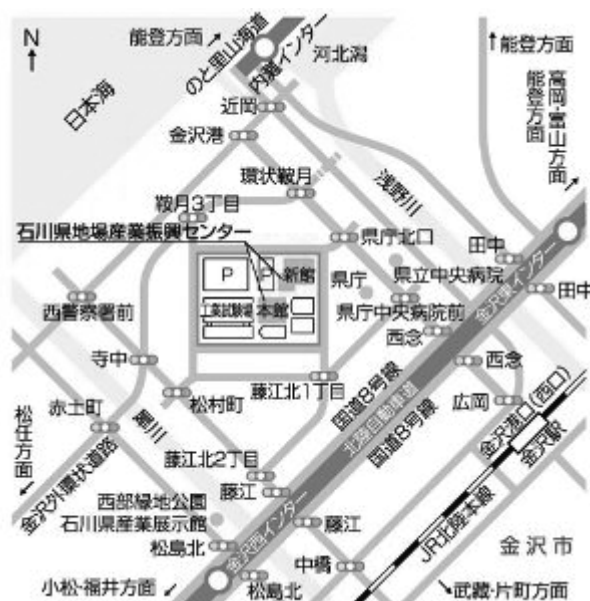 N
能登方面
のと里山海道
内灘インター
河北潟
能登方面
高岡・富山方面
能登方面
日本海
近岡
金沢港
環状鞍月
浅野川
鞍月3丁目
石川県地場産業振興センター
県庁北口
田中
P
P
新館
県庁
県立中央病院
金沢東インター
田中
西警察署前
工業試験場
本館
県庁中央病院前
西念
寺中
西念
藤江北1丁目
国道8号線
北陸自動車道
国道8号線
広岡
松村町
赤土町
松任方面
金沢外環状道路
犀川
金沢港口(西口)
金沢駅
藤江北2丁目
藤江
西部緑地公園
石川県産業展示館
藤江
JR北陸本線
金沢市
松島北
金沢西インター
中橋
小松・福井方面
松島北
武蔵・片町方面